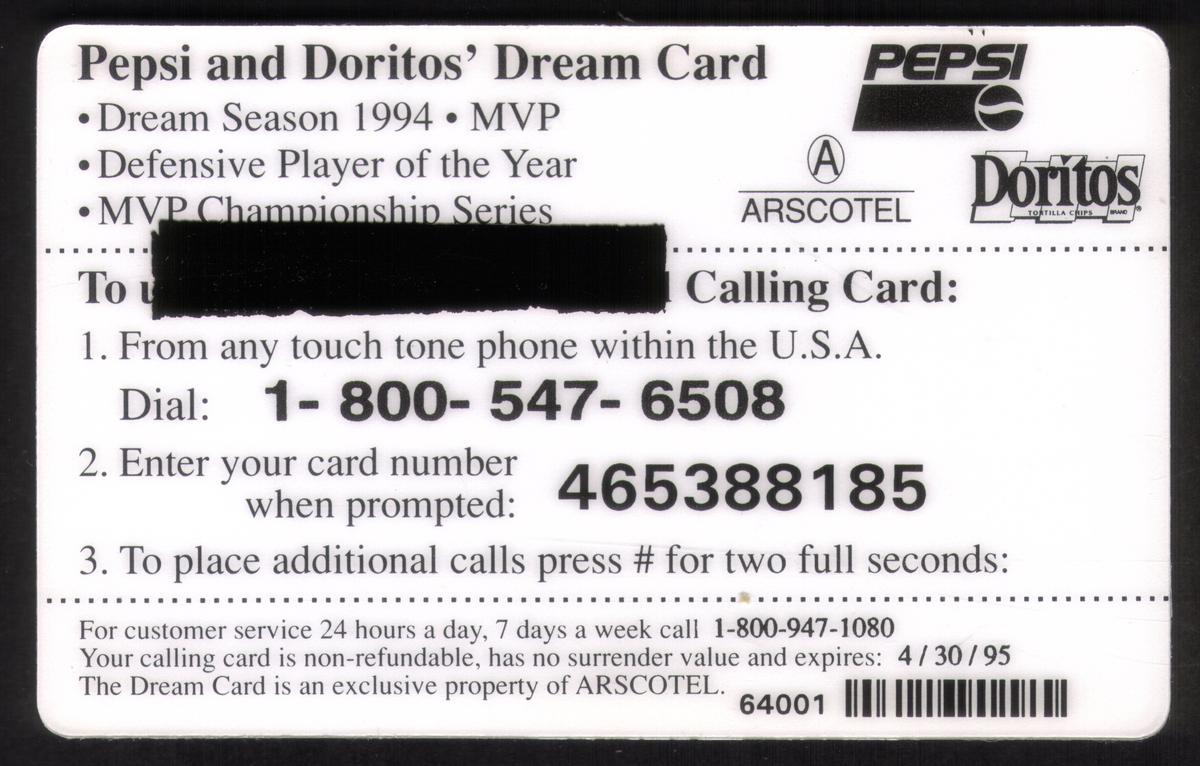 Pepsi and Doritos' Dream Card
• Dream Season 1994 • MVP
• Defensive Player of the Year
• MVP Championship Series
PEPSI
A
ARSCOTEL
Doritos
TORTILLA CHIPS BRAND
To Calling Card:
1. From any touch tone phone within the U.S.A.
Dial: 1- 800- 547- 6508
2. Enter your card number
when prompted: 465388185
3. To place additional calls press # for two full seconds:
For customer service 24 hours a day, 7 days a week call 1-800-947-1080
Your calling card is non-refundable, has no surrender value and expires: 4 / 30 / 95
The Dream Card is an exclusive property of ARSCOTEL.
64001